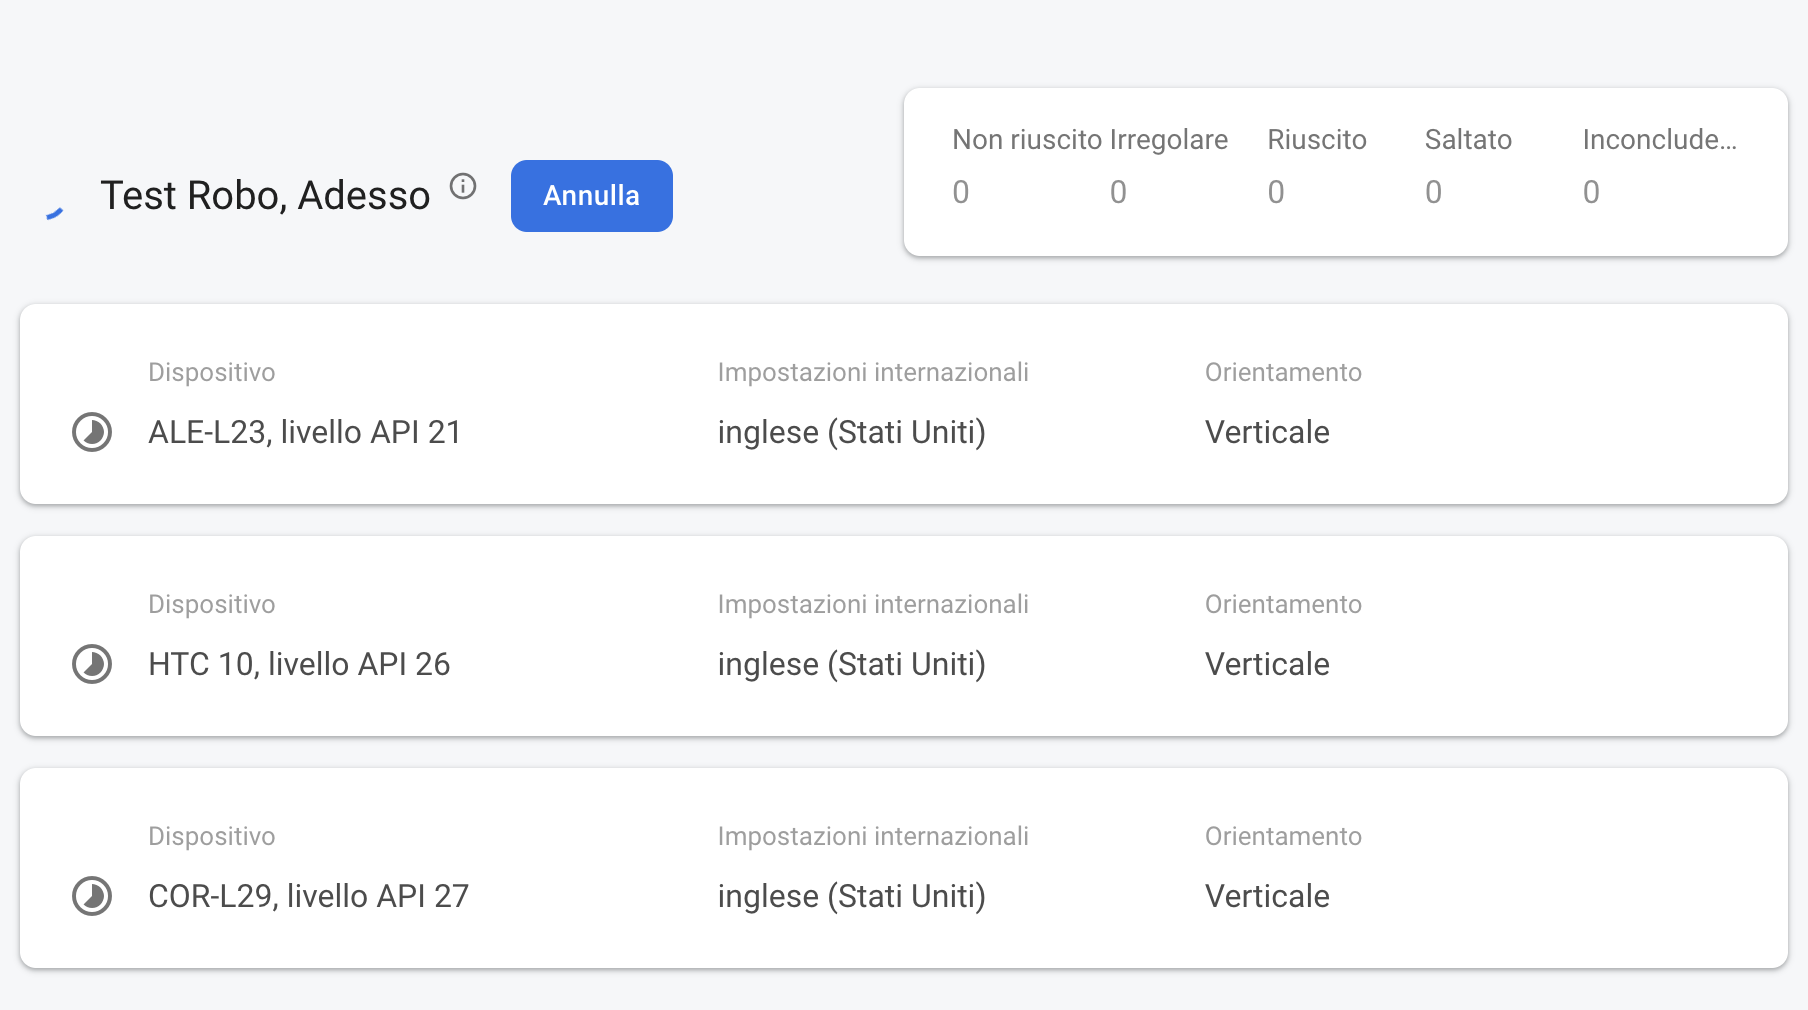 Test Robo, Adesso
Annulla
Non riuscito Irregolare Riuscito Saltato Inconclude...
0 0 0 0 0
Dispositivo Impostazioni internazionali Orientamento
ALE-L23, livello API 21 inglese (Stati Uniti) Verticale
Dispositivo Impostazioni internazionali Orientamento
HTC 10, livello API 26 inglese (Stati Uniti) Verticale
Dispositivo Impostazioni internazionali Orientamento
COR-L29, livello API 27 inglese (Stati Uniti) Verticale